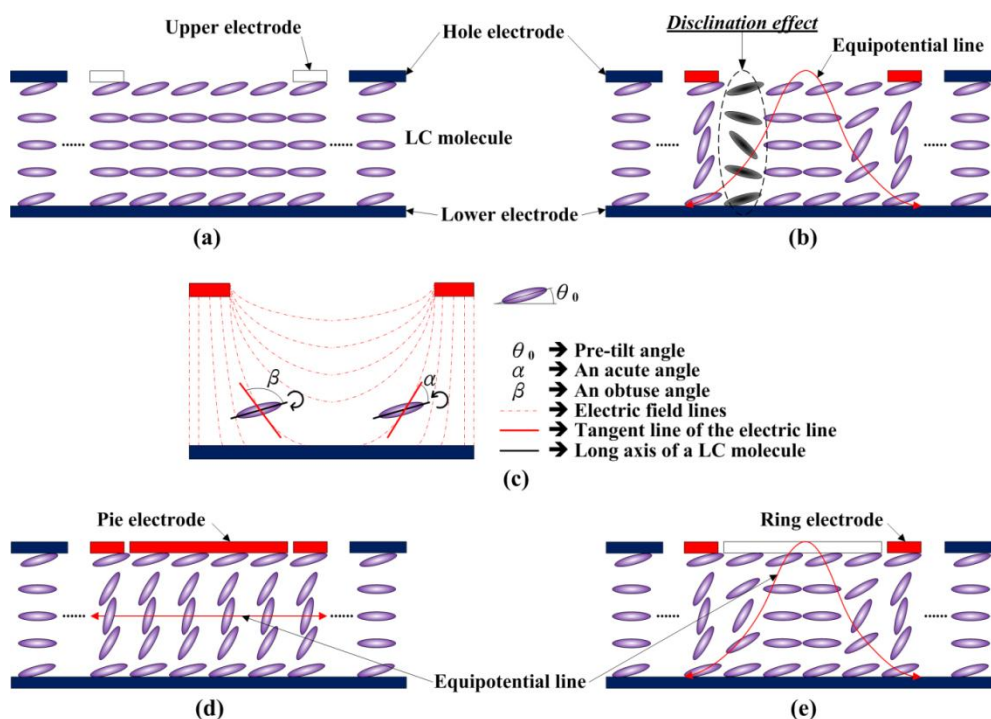 Disclination effect
Upper electrode
Hole electrode
Equipotential line
LC molecule
......
......
......
......
Lower electrode
(a)
(b)
θ₀
β
α
θ₀ ➔ Pre-tilt angle
α ➔ An acute angle
β ➔ An obtuse angle
➔ Electric field lines
➔ Tangent line of the electric line
➔ Long axis of a LC molecule
(c)
Pie electrode
Ring electrode
......
......
......
......
Equipotential line
(d)
(e)